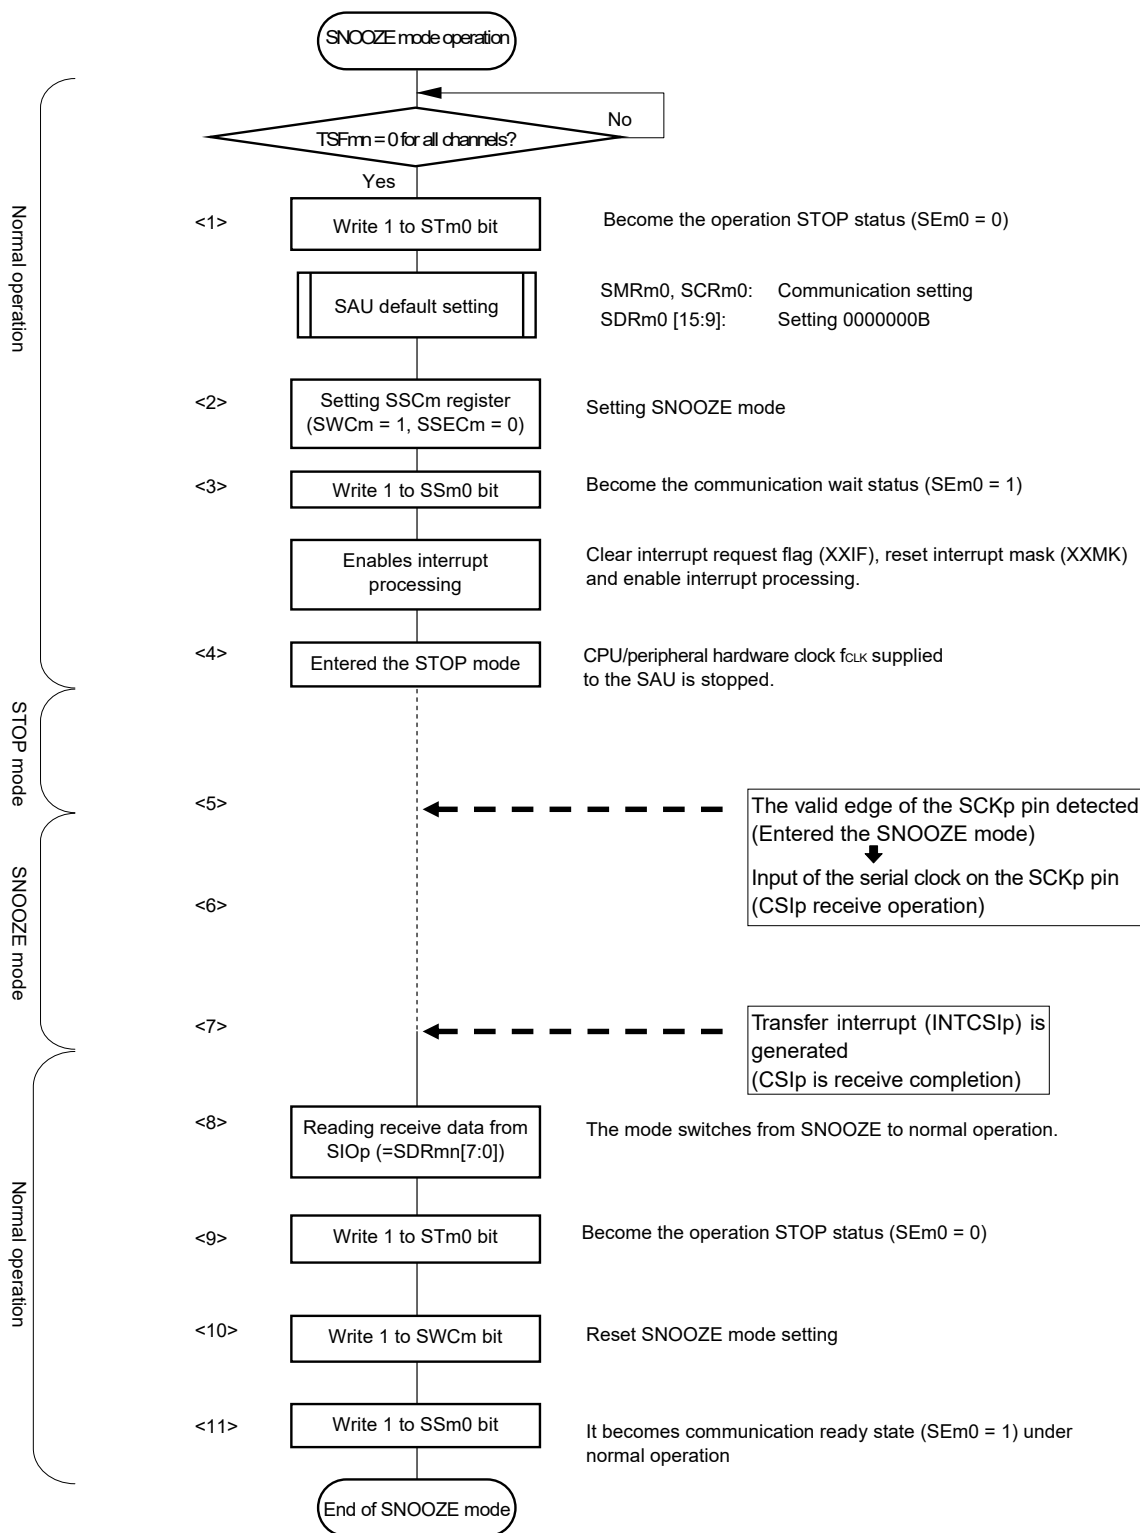 SNOOZE mode operation
No
TSFmn = 0 for all channels?
Yes
Normal operation
<1>
Write 1 to STm0 bit
Become the operation STOP status (SEm0 = 0)
SAU default setting
SMRm0, SCRm0: Communication setting
SDRm0 [15:9]: Setting 0000000B
<2>
Setting SSCm register
(SWCm = 1, SSECm = 0)
Setting SNOOZE mode
<3>
Write 1 to SSm0 bit
Become the communication wait status (SEm0 = 1)
Enables interrupt
processing
Clear interrupt request flag (XXIF), reset interrupt mask (XXMK)
and enable interrupt processing.
<4>
Entered the STOP mode
CPU/peripheral hardware clock fCLK supplied
to the SAU is stopped.
STOP mode
<5>
The valid edge of the SCKp pin detected
(Entered the SNOOZE mode)
Input of the serial clock on the SCKp pin
(CSIp receive operation)
SNOOZE mode
<6>
<7>
Transfer interrupt (INTCSIp) is
generated
(CSIp is receive completion)
Normal operation
<8>
Reading receive data from
SIOp (=SDRmn[7:0])
The mode switches from SNOOZE to normal operation.
<9>
Write 1 to STm0 bit
Become the operation STOP status (SEm0 = 0)
<10>
Write 1 to SWCm bit
Reset SNOOZE mode setting
<11>
Write 1 to SSm0 bit
It becomes communication ready state (SEm0 = 1) under
normal operation
End of SNOOZE mode